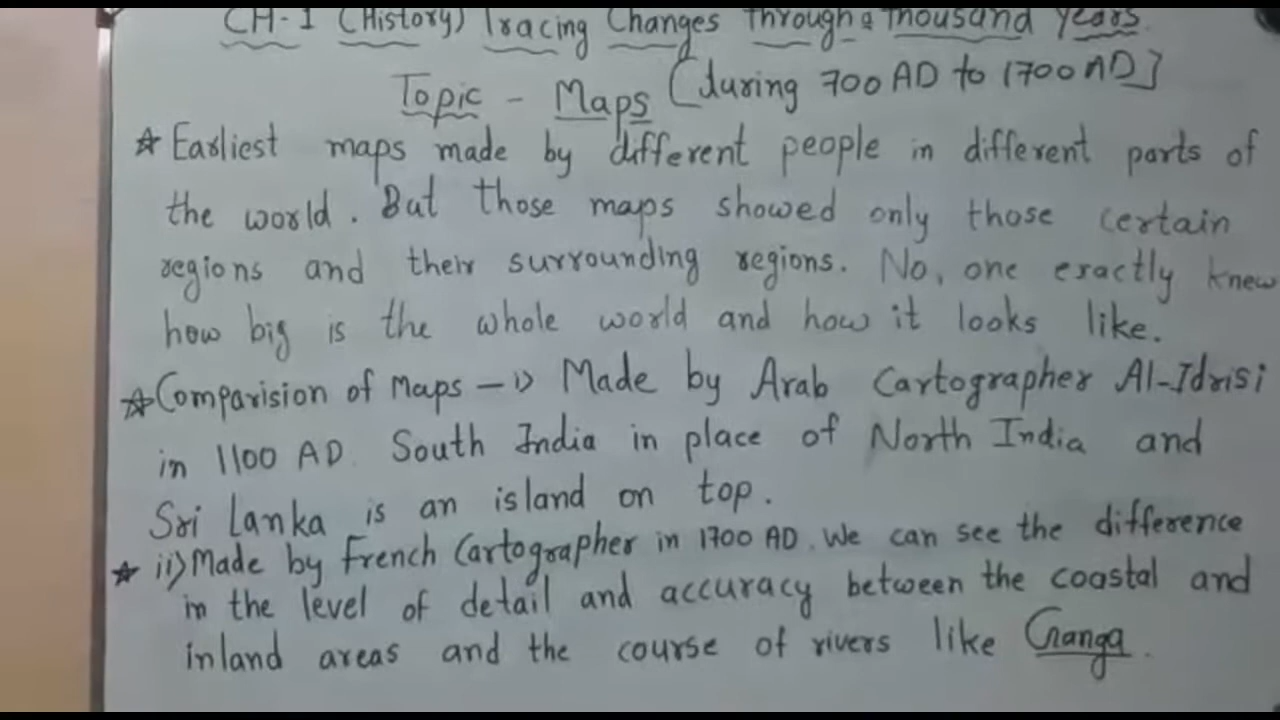 CH-1 (History) Tracing Changes Through a Thousand Years.
Topic - Maps [during 700 AD to 1700 AD]
☆ Earliest maps made by different people in different parts of
the world. But those maps showed only those certain
regions and their surrounding regions. No, one exactly knew
how big is the whole world and how it looks like.
☆ Comparision of Maps – i) Made by Arab Cartographer Al-Idrisi
in 1100 AD. South India in place of North India and
Sri Lanka is an island on top.
☆ ii) Made by French Cartographer in 1700 AD. We can see the difference
in the level of detail and accuracy between the coastal and
inland areas and the course of rivers like Ganga.